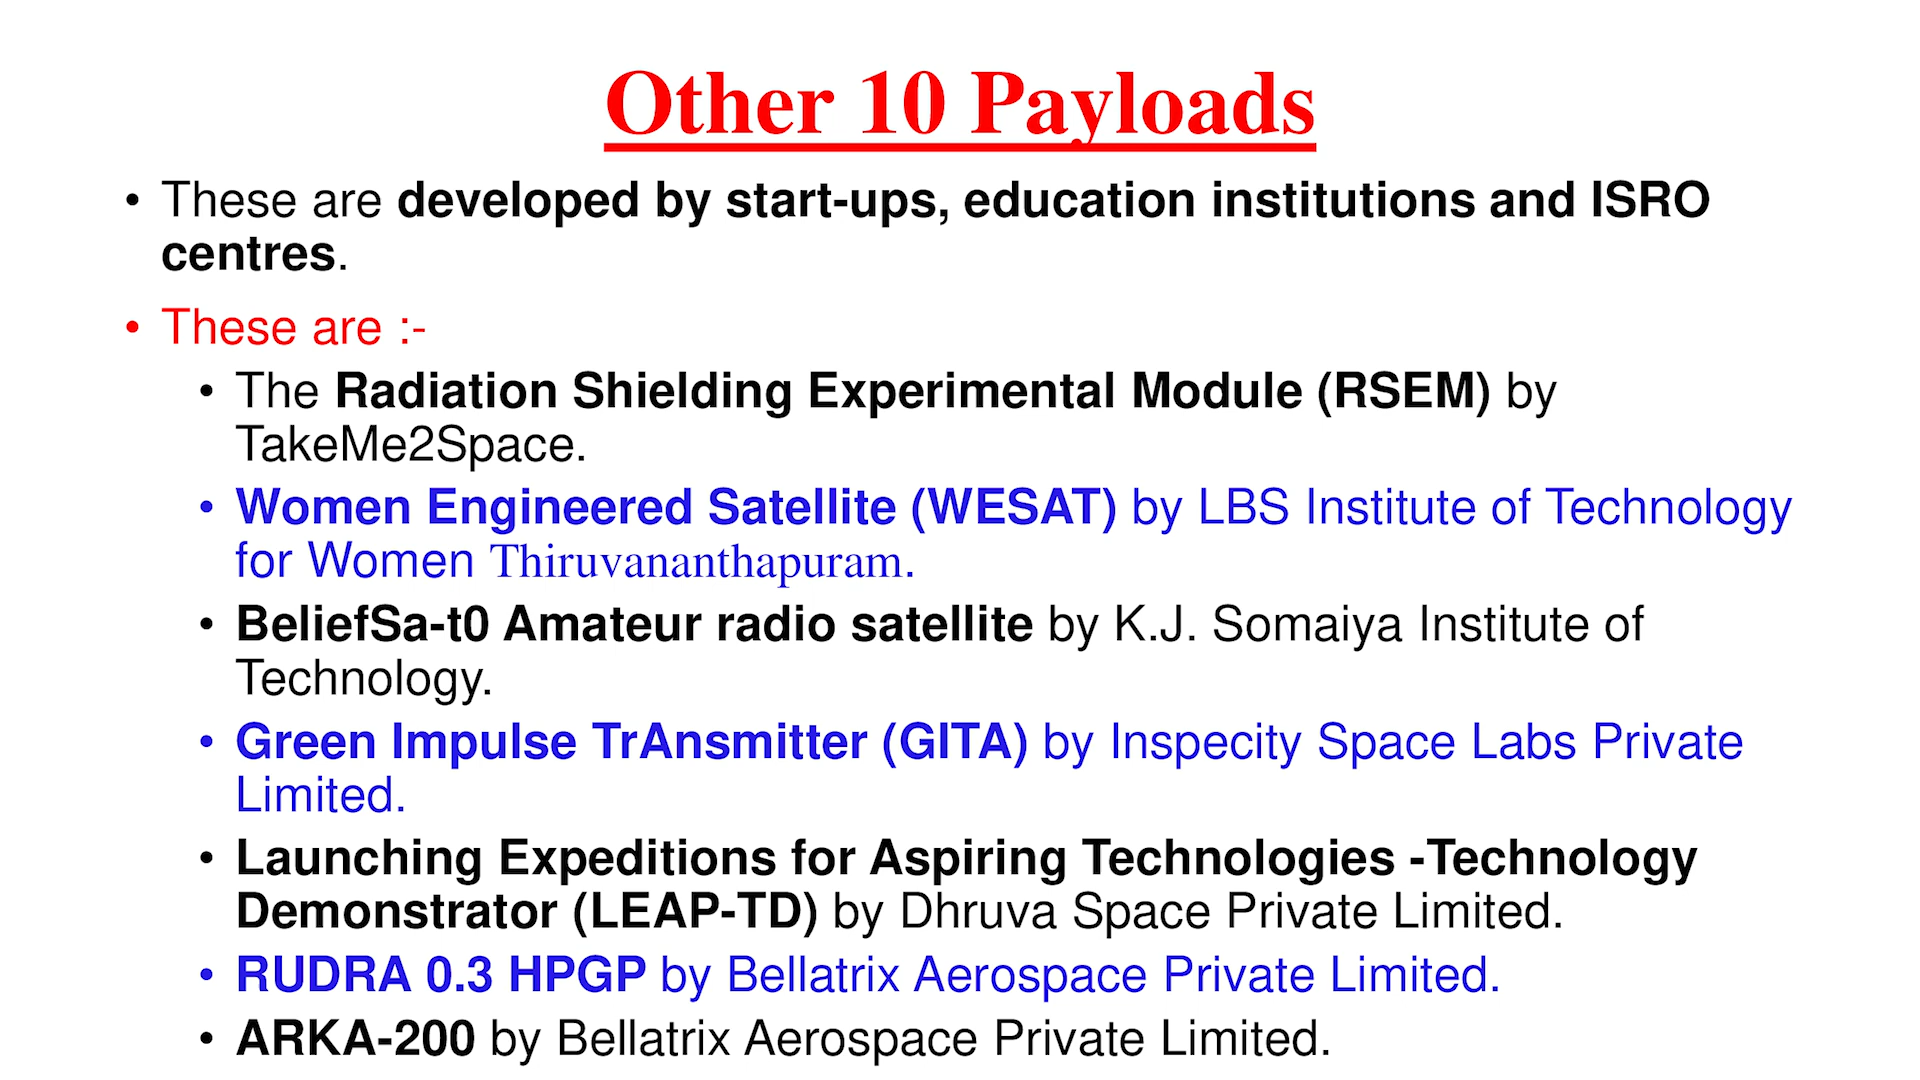 Other 10 Payloads
• These are developed by start-ups, education institutions and ISRO
centres.
• These are :-
• The Radiation Shielding Experimental Module (RSEM) by
TakeMe2Space.
• Women Engineered Satellite (WESAT) by LBS Institute of Technology
for Women Thiruvananthapuram.
• BeliefSa-t0 Amateur radio satellite by K.J. Somaiya Institute of
Technology.
• Green Impulse TrAnsmitter (GITA) by Inspecity Space Labs Private
Limited.
• Launching Expeditions for Aspiring Technologies -Technology
Demonstrator (LEAP-TD) by Dhruva Space Private Limited.
• RUDRA 0.3 HPGP by Bellatrix Aerospace Private Limited.
• ARKA-200 by Bellatrix Aerospace Private Limited.